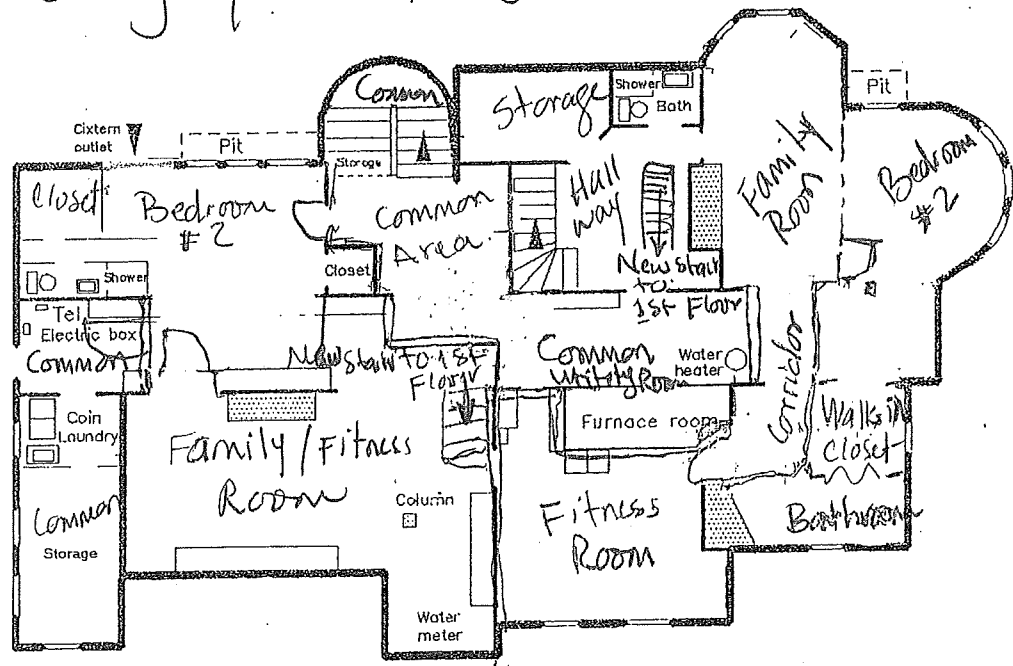 Common
Storage
Shower
Bath
Pit
Cixtern
outlet
Pit
Storage
Family
Room
Bedroom
#2
Closet
Bedroom
#2
Common
Area
Hall
way
Closet
Shower
New stair
to
1st Floor
Tel
Electric box
Common
New stair to 1st
Floor
Common
Utility Room
Water
heater
Corridor
Coin
Laundry
Furnace room
Walk in
Closet
Family/Fitness
Room
Column
Fitness
Room
Bathroom
Common
Storage
Water
meter